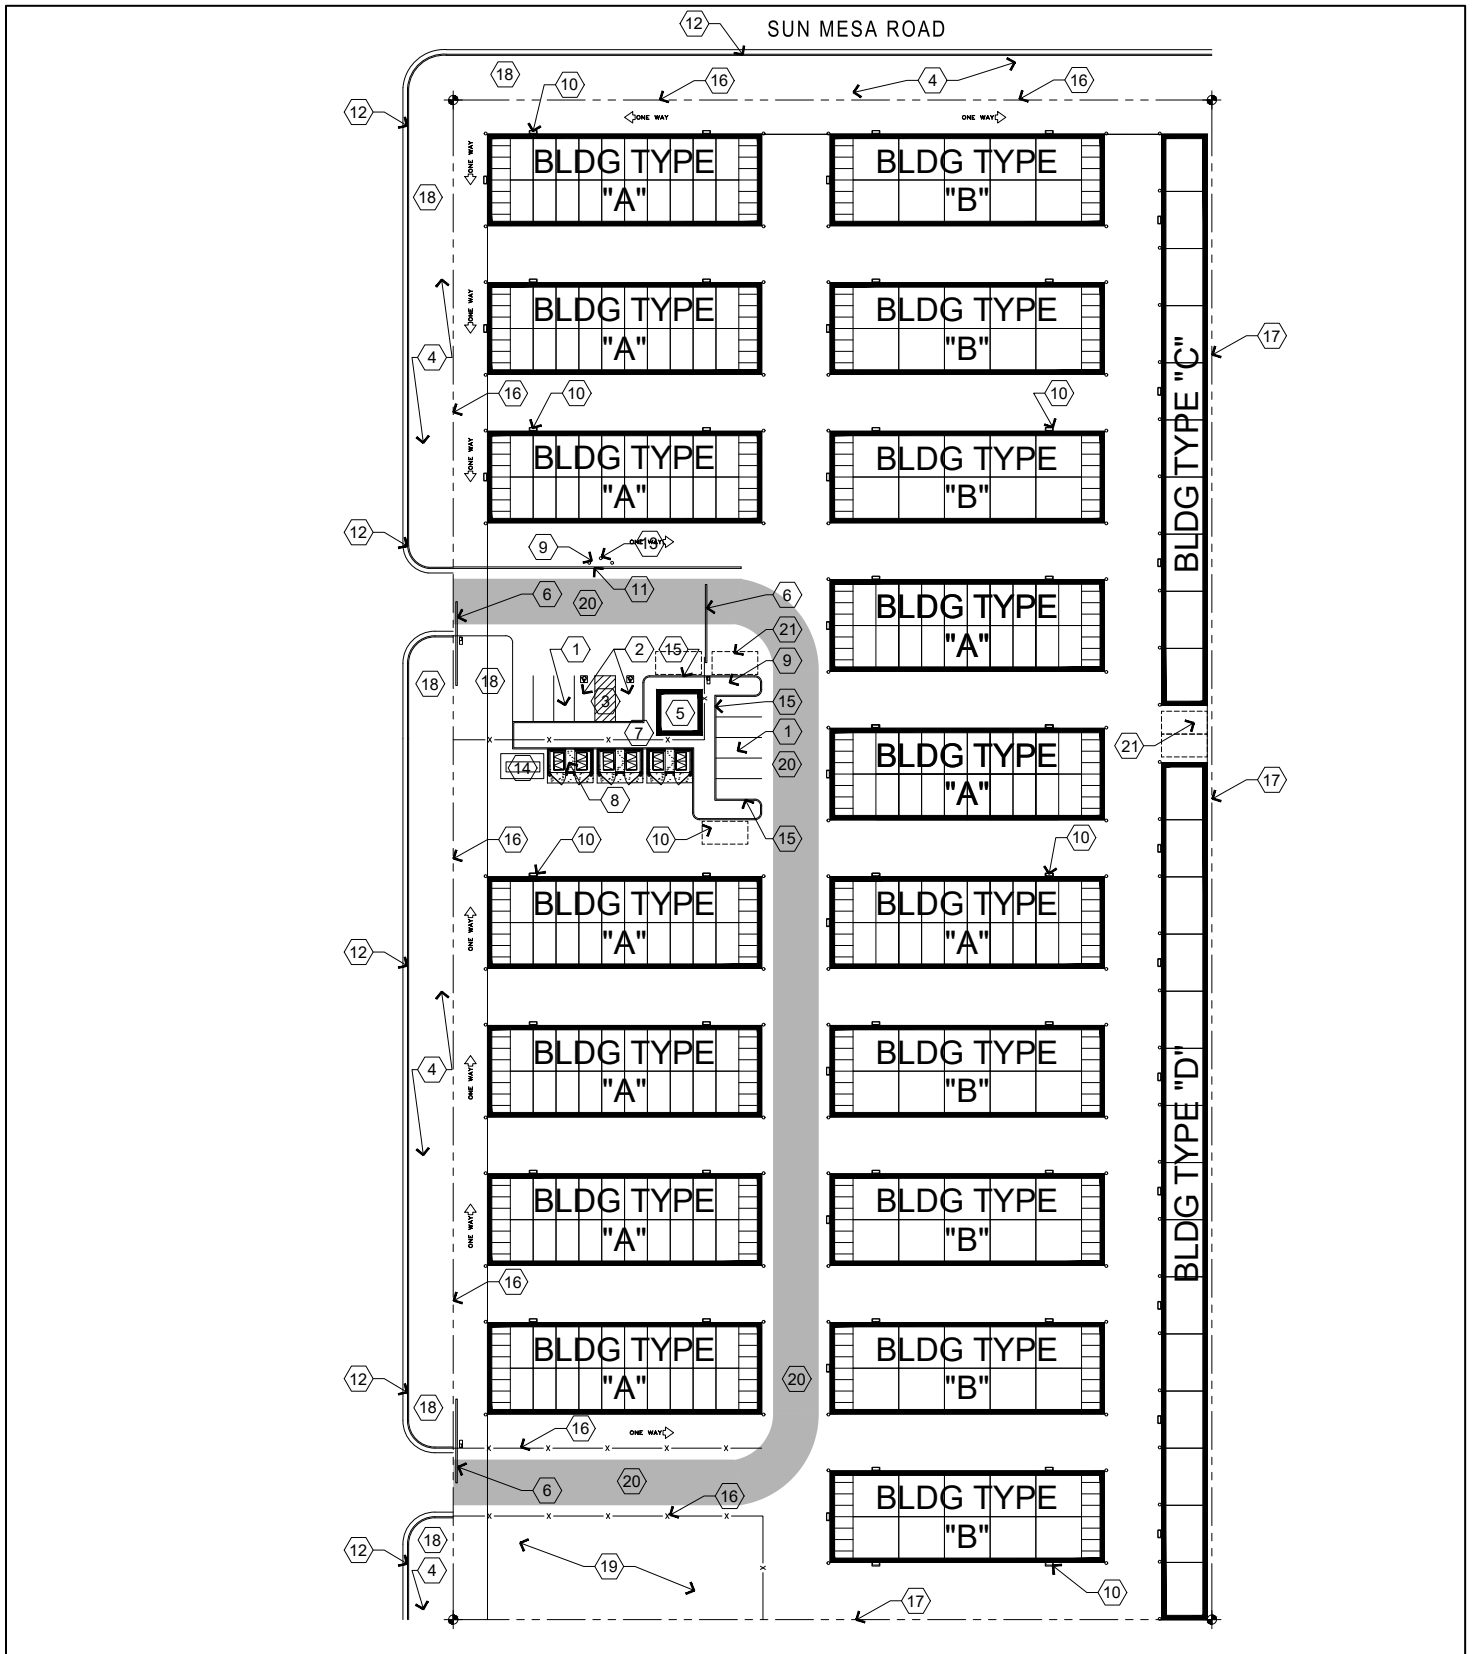 12 SUN MESA ROAD
18 10 16 4 16
12
ONE WAY ONE WAY
ONE WAY
BLDG TYPE BLDG TYPE
"A" "B"
18
ONE WAY
BLDG TYPE BLDG TYPE
"A" "B"
17
4
BLDG TYPE "C"
16 10 10
ONE WAY
BLDG TYPE BLDG TYPE
"A" "B"
12
9 19 ONE WAY
6 20 11 6
BLDG TYPE
"A"
21
1 2 15
9
18 18
3 5 15
7 1
x x x x x
14 8 20
BLDG TYPE
"A"
21
17
16 10 10 15 10
BLDG TYPE BLDG TYPE
"A" "A"
ONE WAY
12
4
BLDG TYPE BLDG TYPE
"A" "B"
ONE WAY
BLDG TYPE "D"
BLDG TYPE BLDG TYPE
"A" "B"
ONE WAY
16
BLDG TYPE BLDG TYPE
"A" "B"
12 20
18
16 ONE WAY
x x x x x
20
6 16
BLDG TYPE
"B"
x x x x x
18
12 4 19 x 10
17